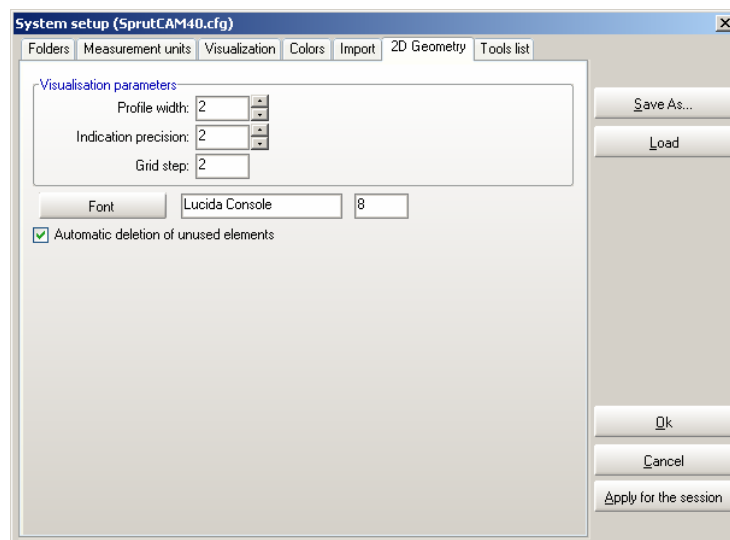 System setup (SprutCAM40.cfg)
Folders Measurement units Visualization Colors Import 2D Geometry Tools list
Visualisation parameters
Profile width: 2
Indication precision: 2
Grid step: 2
Font Lucida Console 8
Automatic deletion of unused elements
Save As...
Load
Ok
Cancel
Apply for the session